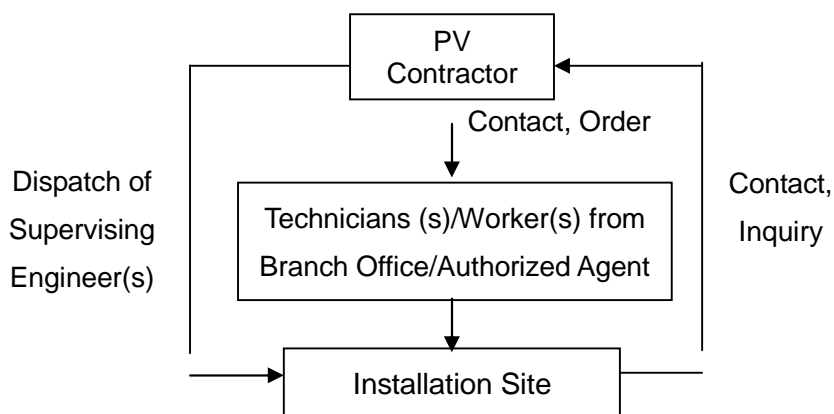 PV
Contractor
Contact, Order
Dispatch of
Supervising
Engineer(s)
Technicians (s)/Worker(s) from
Branch Office/Authorized Agent
Contact,
Inquiry
Installation Site